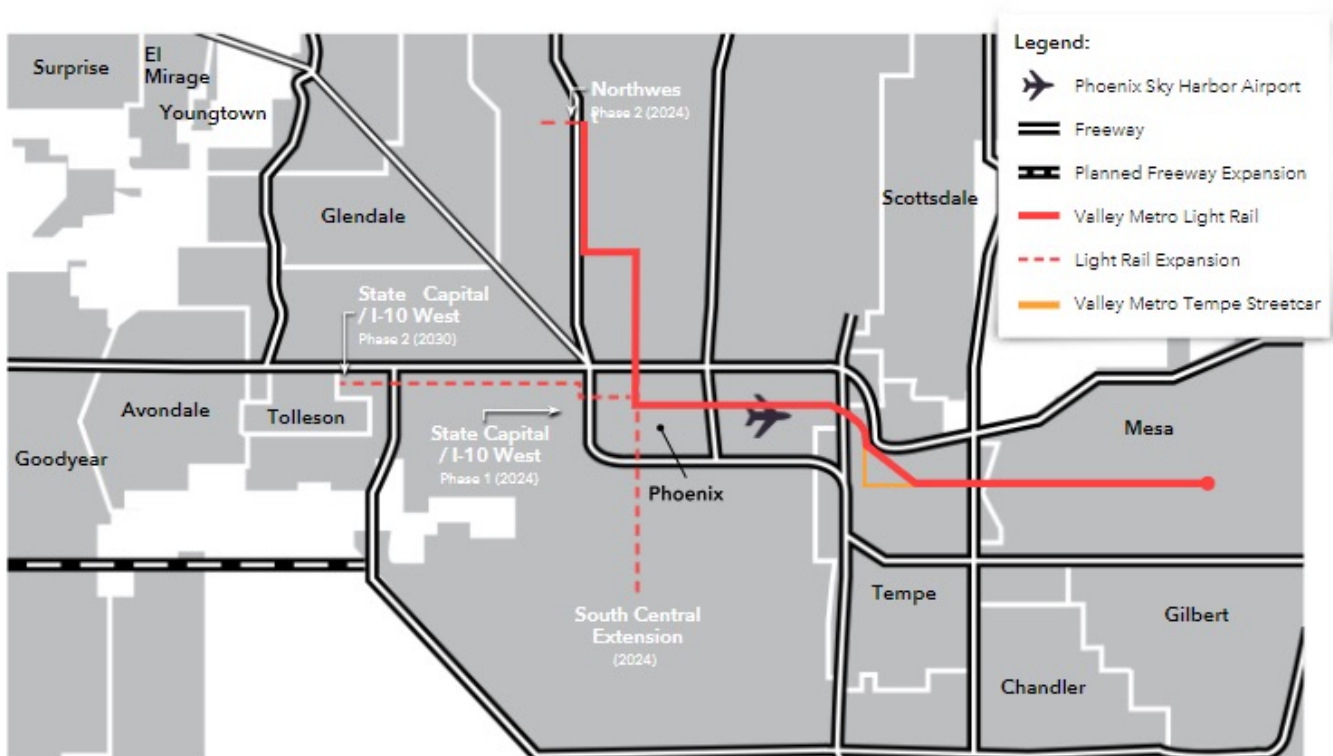 Legend:
Phoenix Sky Harbor Airport
Freeway
Planned Freeway Expansion
Valley Metro Light Rail
Light Rail Expansion
Valley Metro Tempe Streetcar
Surprise
El
Mirage
Youngtown
Northwes
t
Phase 2 (2024)
Scottsdale
Glendale
State Capital
/ I-10 West
Phase 2 (2030)
Avondale
Tolleson
Goodyear
State Capital
/ I-10 West
Phase 1 (2024)
Phoenix
Mesa
South Central
Extension
(2024)
Tempe
Gilbert
Chandler